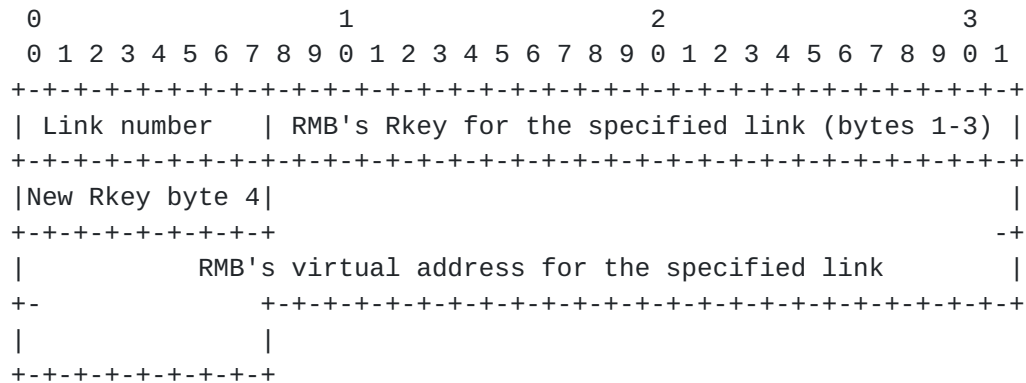 0                   1                   2                   3
 0 1 2 3 4 5 6 7 8 9 0 1 2 3 4 5 6 7 8 9 0 1 2 3 4 5 6 7 8 9 0 1
+-+-+-+-+-+-+-+-+-+-+-+-+-+-+-+-+-+-+-+-+-+-+-+-+-+-+-+-+-+-+-+-+
| Link number   | RMB's Rkey for the specified link (bytes 1-3) |
+-+-+-+-+-+-+-+-+-+-+-+-+-+-+-+-+-+-+-+-+-+-+-+-+-+-+-+-+-+-+-+-+
|New Rkey byte 4|                                               |
+-+-+-+-+-+-+-+-+                                              -+
|           RMB's virtual address for the specified link        |
+-              +-+-+-+-+-+-+-+-+-+-+-+-+-+-+-+-+-+-+-+-+-+-+-+-+
|               |
+-+-+-+-+-+-+-+-+